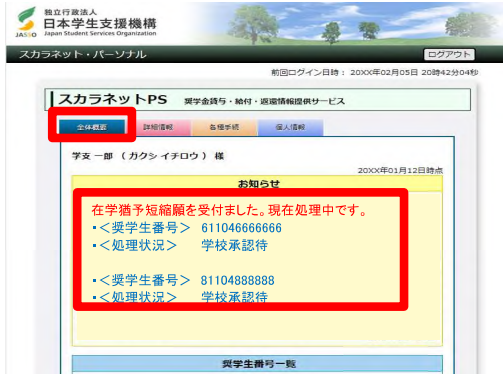 独立行政法人
日本学生支援機構
JASSO Japan Student Services Organization
スカラネット・パーソナル
ログアウト
前回ログイン日時： 20XX年02月05日 20時42分04秒
スカラネットPS 奨学金貸与・給付・返還情報提供サービス
全体概要 詳細情報 各種手続 個人情報
学支 一郎 （ ガクシ イチロウ ） 様
20XX年01月12日時点
お知らせ
在学猶予短縮願を受付ました。現在処理中です。
・＜奨学生番号＞ 611046666666
・＜処理状況＞ 学校承認待
・＜奨学生番号＞ 81104888888
・＜処理状況＞ 学校承認待
奨学生番号一覧